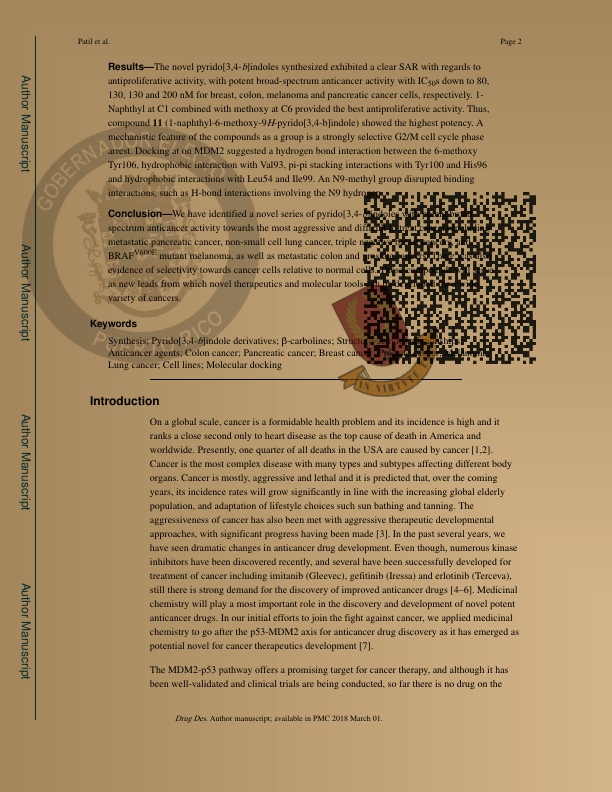 Patil et al.
Page 2
Author Manuscript
Author Manuscript
Author Manuscript
Author Manuscript
Results—The novel pyrido[3,4-b]indoles synthesized exhibited a clear SAR with regards to
antiproliferative activity, with potent broad-spectrum anticancer activity with IC50s down to 80,
130, 130 and 200 nM for breast, colon, melanoma and pancreatic cancer cells, respectively. 1-
Naphthyl at C1 combined with methoxy at C6 provided the best antiproliferative activity. Thus,
compound 11 (1-naphthyl-6-methoxy-9H-pyrido[3,4-b]indole) showed the highest potency. A
mechanistic feature of the compounds as a group is a strongly selective G2/M cell cycle phase
arrest. Docking at on MDM2 suggested a hydrogen bond interaction between the 6-methoxy
Tyr106, hydrophobic interaction with Val93, pi-pi stacking interactions with Tyr100 and His96
and hydrophobic interactions with Leu54 and Ile99. An N9-methyl group disrupted binding
interactions, such as H-bond interactions involving the N9 hydrogen.
Conclusion—We have identified a novel series of pyrido[3,4-b]indoles
spectrum anticancer activity towards the most aggressive and
metastatic pancreatic cancer, non-small cell lung cancer, triple
BRAFV600E mutant melanoma, as well as metastatic colon and
evidence of selectivity towards cancer cells relative to normal cells.
as new leads from which novel therapeutics and molecular tools
variety of cancers.
Keywords
Synthesis; Pyrido[3,4-b]indole derivatives; β-carbolines;
Anticancer agents; Colon cancer; Pancreatic cancer; Breast
Lung cancer; Cell lines; Molecular docking
GOBERNACION
PUERTO RICO
IN VIRTUTE
Introduction
On a global scale, cancer is a formidable health problem and its incidence is high and it
ranks a close second only to heart disease as the top cause of death in America and
worldwide. Presently, one quarter of all deaths in the USA are caused by cancer [1,2].
Cancer is the most complex disease with many types and subtypes affecting different body
organs. Cancer is mostly, aggressive and lethal and it is predicted that, over the coming
years, its incidence rates will grow significantly in line with the increasing global elderly
population, and adaptation of lifestyle choices such sun bathing and tanning. The
aggressiveness of cancer has also been met with aggressive therapeutic developmental
approaches, with significant progress having been made [3]. In the past several years, we
have seen dramatic changes in anticancer drug development. Even though, numerous kinase
inhibitors have been discovered recently, and several have been successfully developed for
treatment of cancer including imitanib (Gleevec), gefitinib (Iressa) and erlotinib (Terceva),
still there is strong demand for the discovery of improved anticancer drugs [4–6]. Medicinal
chemistry will play a most important role in the discovery and development of novel potent
anticancer drugs. In our initial efforts to join the fight against cancer, we applied medicinal
chemistry to go after the p53-MDM2 axis for anticancer drug discovery as it has emerged as
potential novel for cancer therapeutics development [7].
The MDM2-p53 pathway offers a promising target for cancer therapy, and although it has
been well-validated and clinical trials are being conducted, so far there is no drug on the
Drug Des. Author manuscript; available in PMC 2018 March 01.